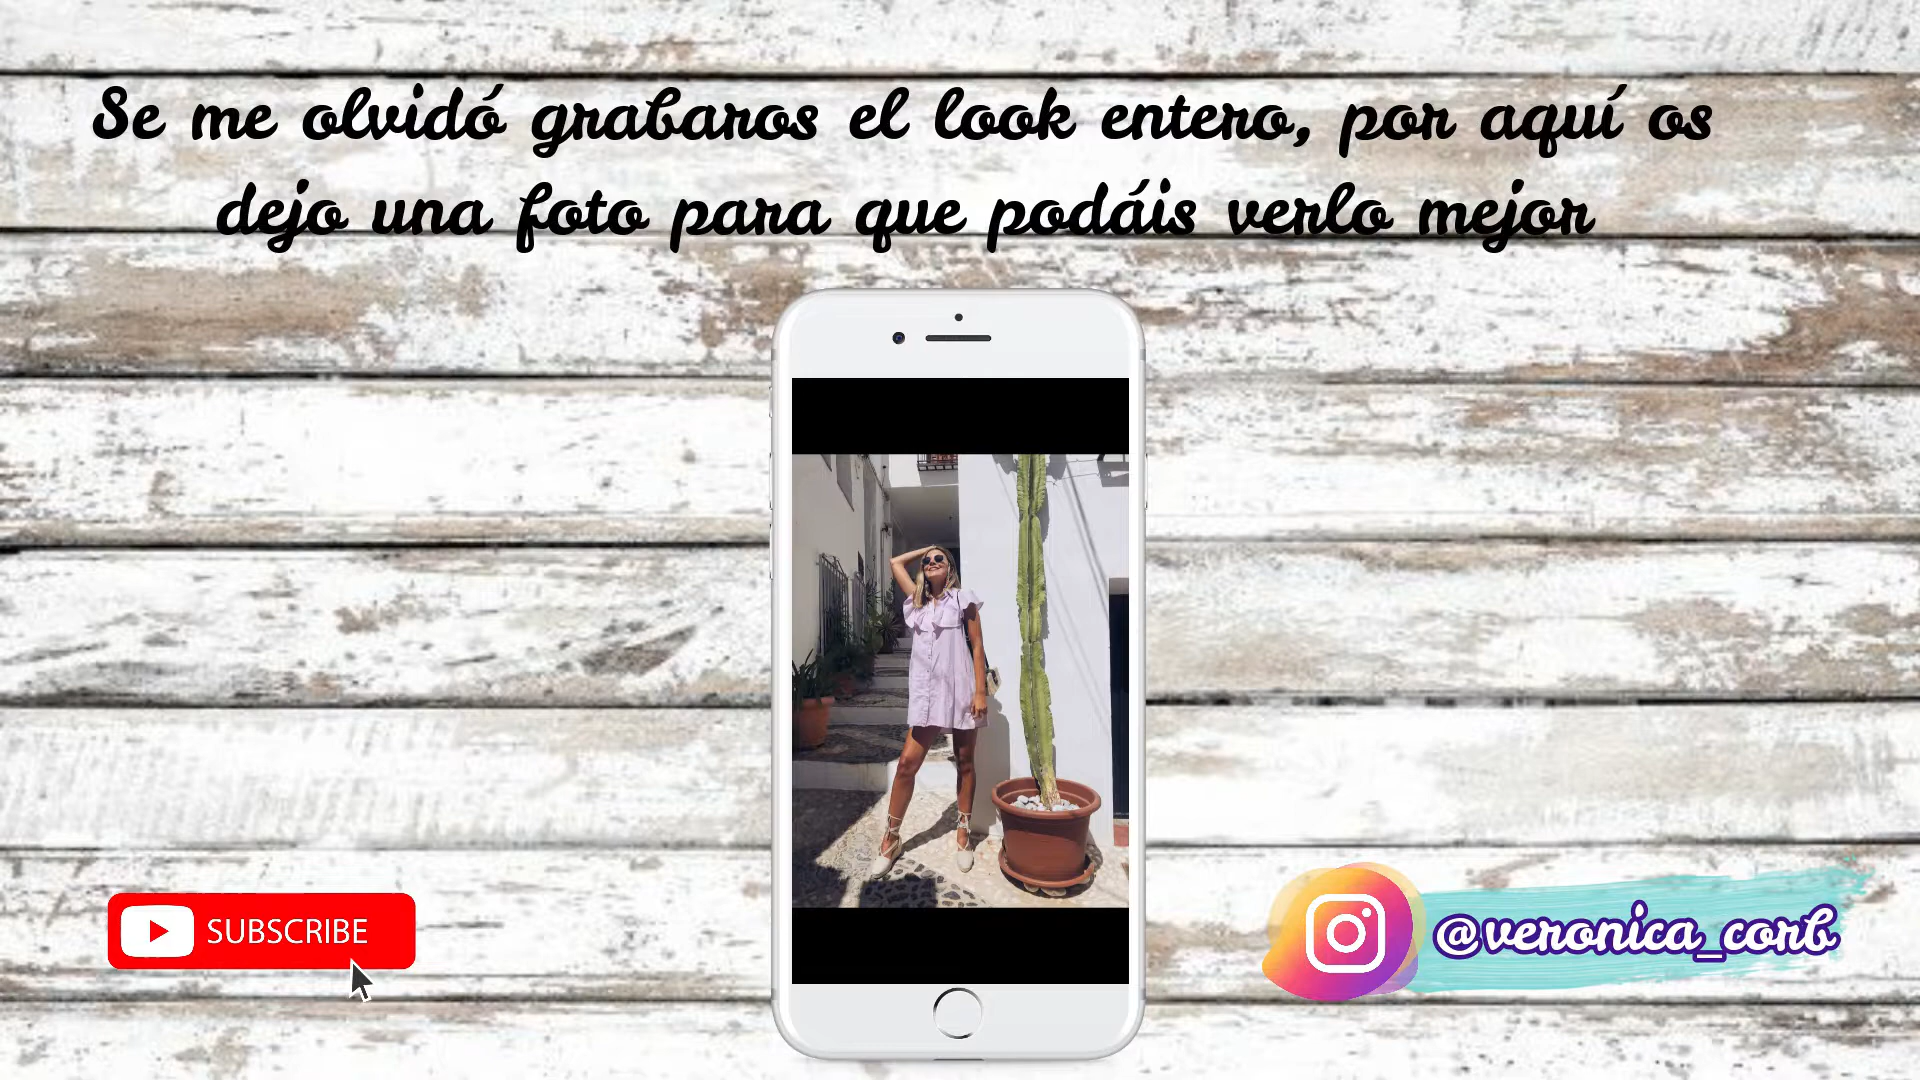 Se me olvidó grabaros el look entero, por aquí os
dejo una foto para que podáis verlo mejor
SUBSCRIBE
@veronica_corb